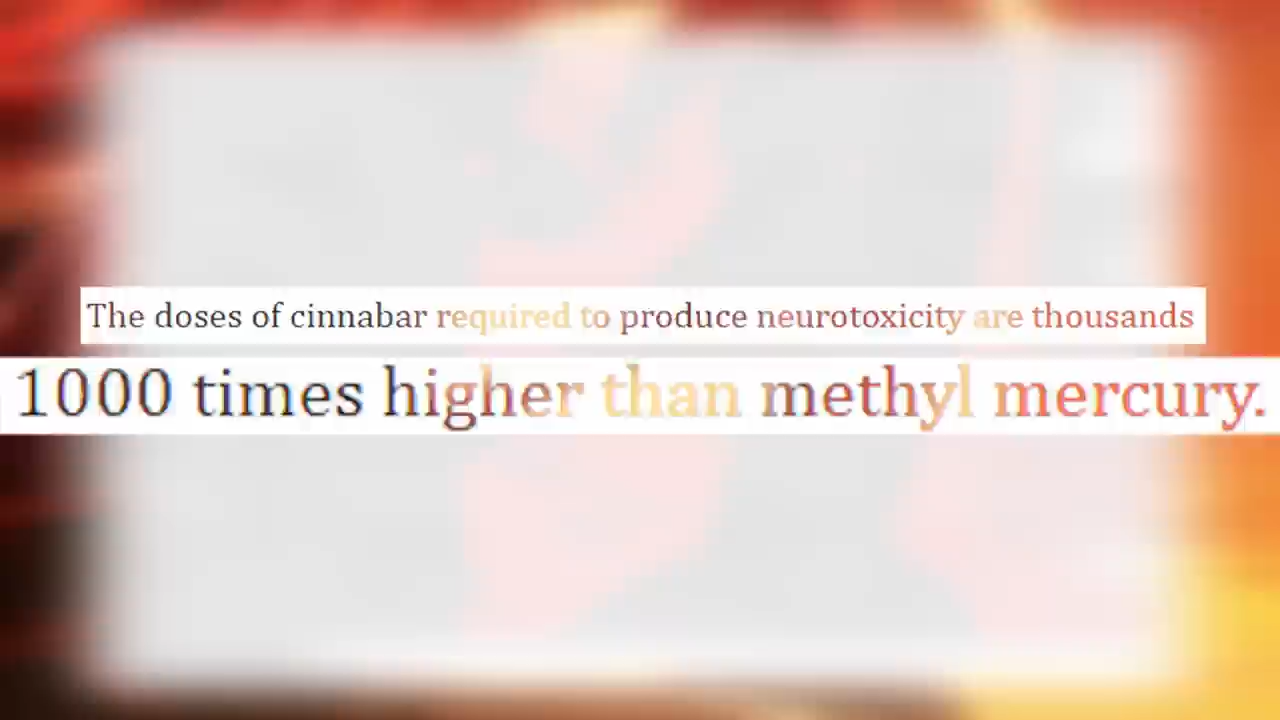 The doses of cinnabar required to produce neurotoxicity are thousands
1000 times higher than methyl mercury.